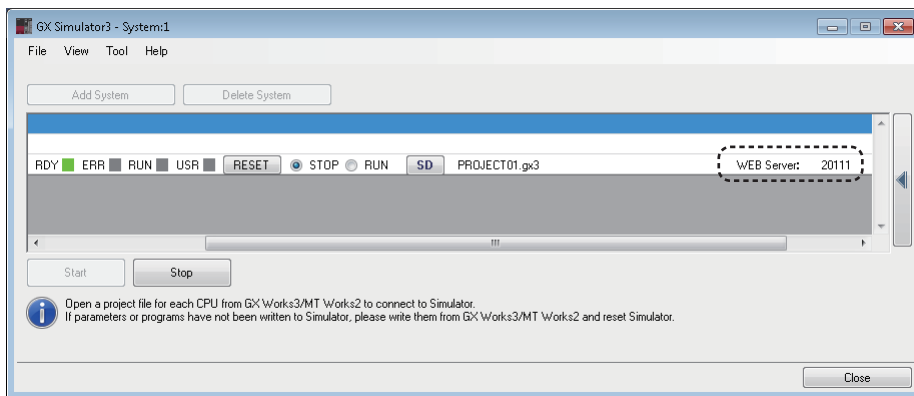 GX Simulator3 - System:1
File View Tool Help
Add System Delete System
RDY ERR RUN USR RESET STOP RUN SD PROJECT01.gx3 WEB Server: 20111
Start Stop
Open a project file for each CPU from GX Works3/MT Works2 to connect to Simulator.
If parameters or programs have not been written to Simulator, please write them from GX Works3/MT Works2 and reset Simulator.
Close